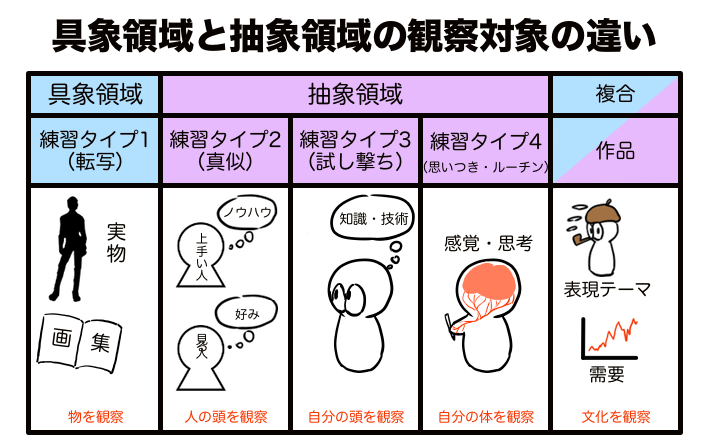 具象領域と抽象領域の観察対象の違い
具象領域
抽象領域
複合
練習タイプ1
（転写）
練習タイプ2
（真似）
練習タイプ3
（試し撃ち）
練習タイプ4
（思いつき・ルーチン）
作品
実物
画集
物を観察
ノウハウ
上手い人
好み
見る人
人の頭を観察
知識・技術
自分の頭を観察
感覚・思考
自分の体を観察
表現テーマ
需要
文化を観察